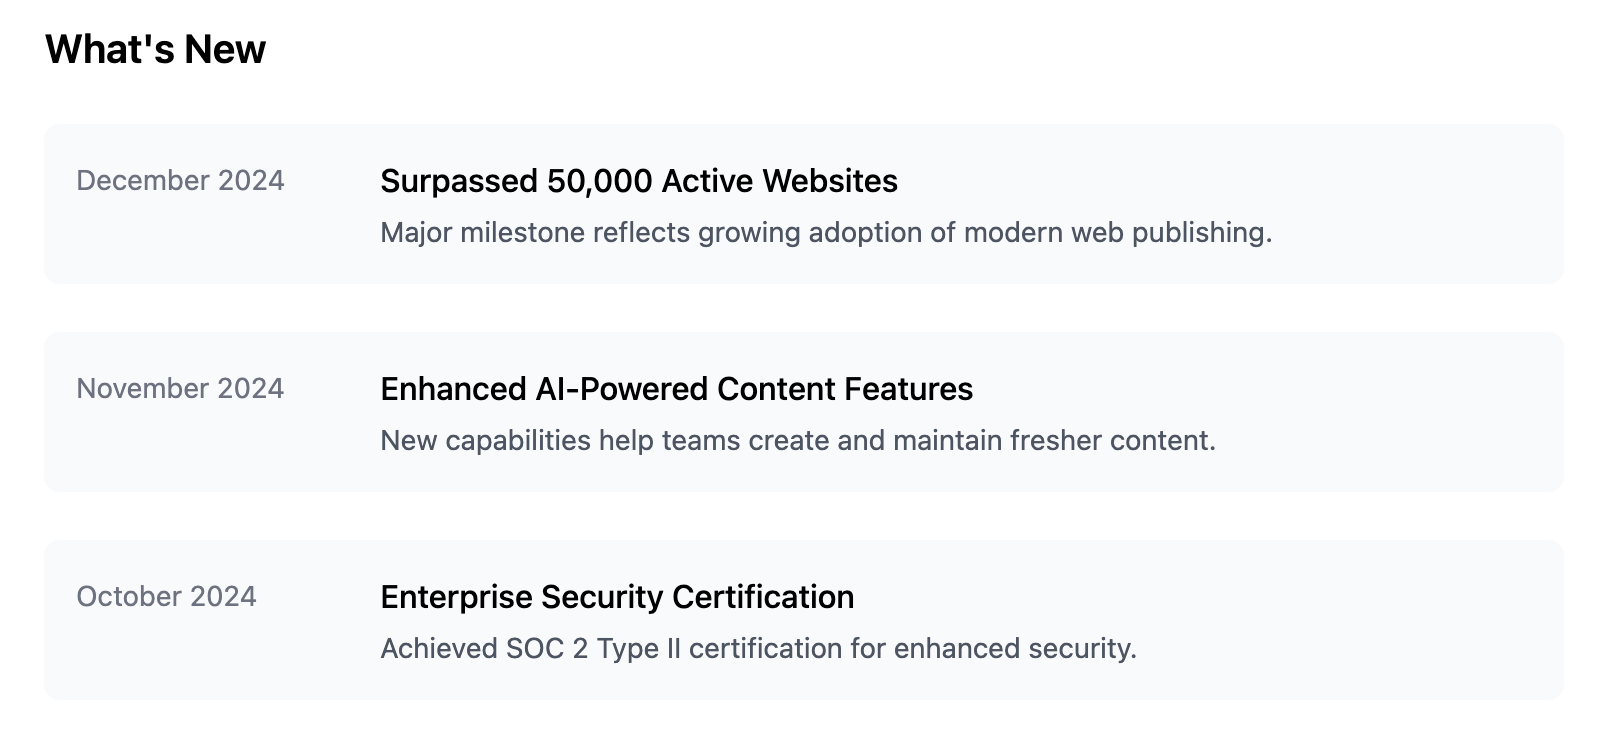 What's New
December 2024
Surpassed 50,000 Active Websites
Major milestone reflects growing adoption of modern web publishing.
November 2024
Enhanced AI-Powered Content Features
New capabilities help teams create and maintain fresher content.
October 2024
Enterprise Security Certification
Achieved SOC 2 Type II certification for enhanced security.